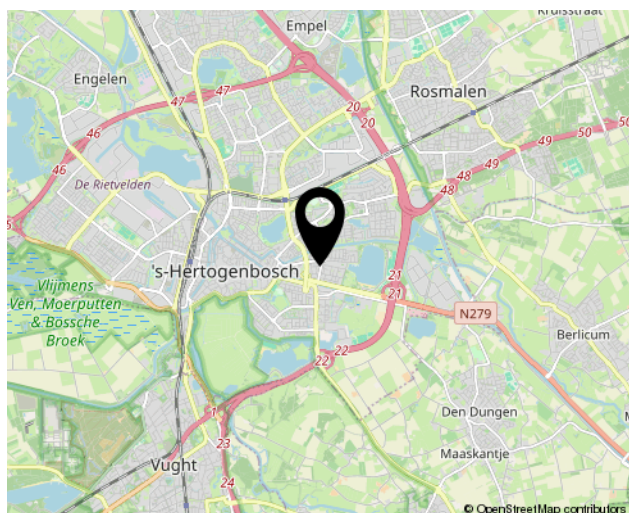 Empel
Kruisstraat
Engelen
47
47
20
20
Rosmalen
46
46
50
50
49
49
48
48
De Rietvelden
's-Hertogenbosch
21
21
Vlijmens
Ven, Moerputten
& Bossche
Broek
N279
Berlicum
22
22
1
Den Dungen
23
Maaskantje
Vught
24
© OpenStreetMap contributors